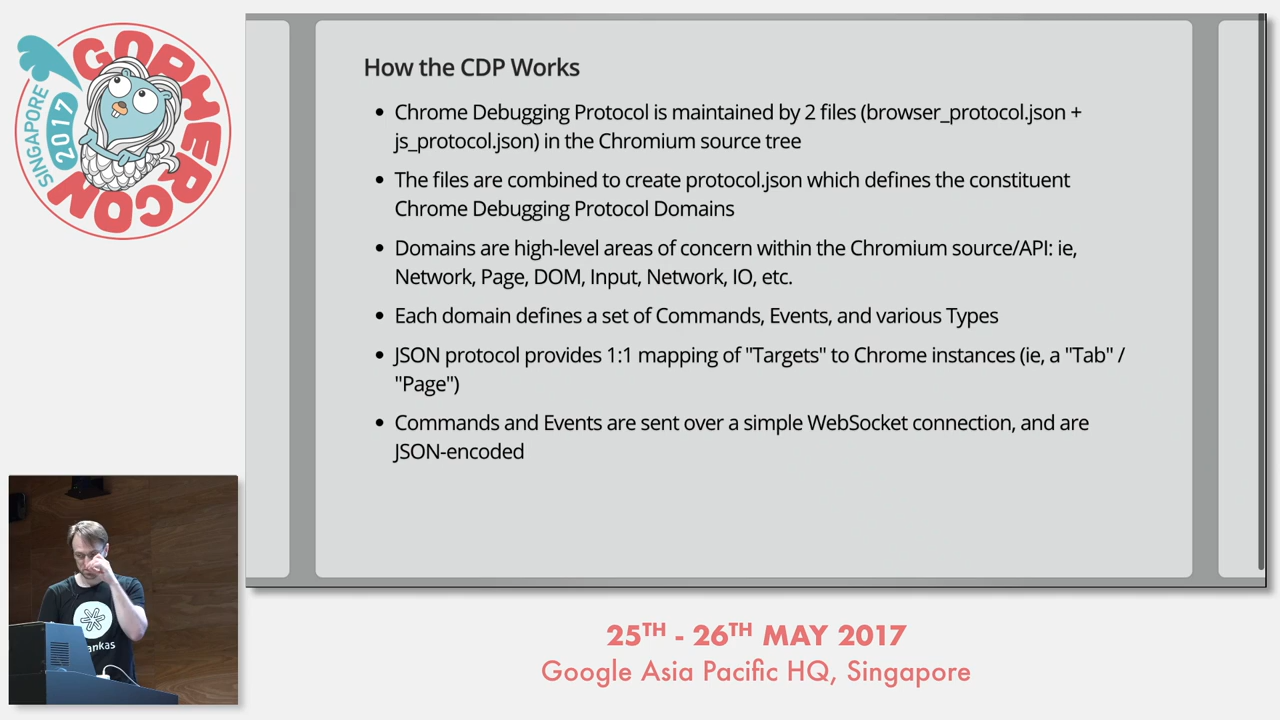 GOPHERCON
SINGAPORE
2017
How the CDP Works
• Chrome Debugging Protocol is maintained by 2 files (browser_protocol.json +
js_protocol.json) in the Chromium source tree
• The files are combined to create protocol.json which defines the constituent
Chrome Debugging Protocol Domains
• Domains are high-level areas of concern within the Chromium source/API: ie,
Network, Page, DOM, Input, Network, IO, etc.
• Each domain defines a set of Commands, Events, and various Types
• JSON protocol provides 1:1 mapping of "Targets" to Chrome instances (ie, a "Tab" /
"Page")
• Commands and Events are sent over a simple WebSocket connection, and are
JSON-encoded
25TH - 26TH MAY 2017
Google Asia Pacific HQ, Singapore